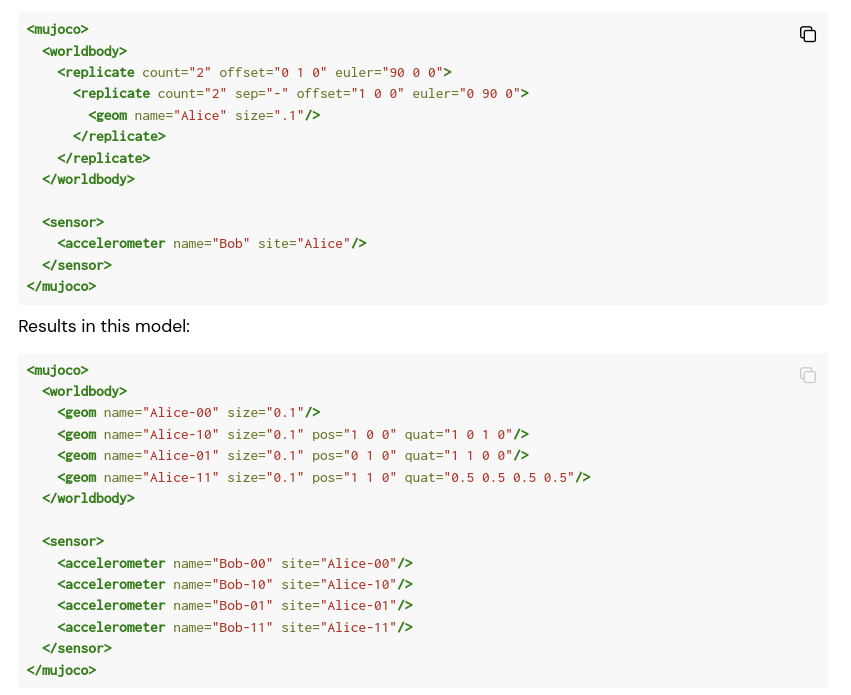 <mujoco>
  <worldbody>
    <replicate count="2" offset="0 1 0" euler="90 0 0">
      <replicate count="2" sep="-" offset="1 0 0" euler="0 90 0">
        <geom name="Alice" size=".1"/>
      </replicate>
    </replicate>
  </worldbody>

  <sensor>
    <accelerometer name="Bob" site="Alice"/>
  </sensor>
</mujoco>
Results in this model:
<mujoco>
  <worldbody>
    <geom name="Alice-00" size="0.1"/>
    <geom name="Alice-10" size="0.1" pos="1 0 0" quat="1 0 1 0"/>
    <geom name="Alice-01" size="0.1" pos="0 1 0" quat="1 1 0 0"/>
    <geom name="Alice-11" size="0.1" pos="1 1 0" quat="0.5 0.5 0.5 0.5"/>
  </worldbody>

  <sensor>
    <accelerometer name="Bob-00" site="Alice-00"/>
    <accelerometer name="Bob-10" site="Alice-10"/>
    <accelerometer name="Bob-01" site="Alice-01"/>
    <accelerometer name="Bob-11" site="Alice-11"/>
  </sensor>
</mujoco>